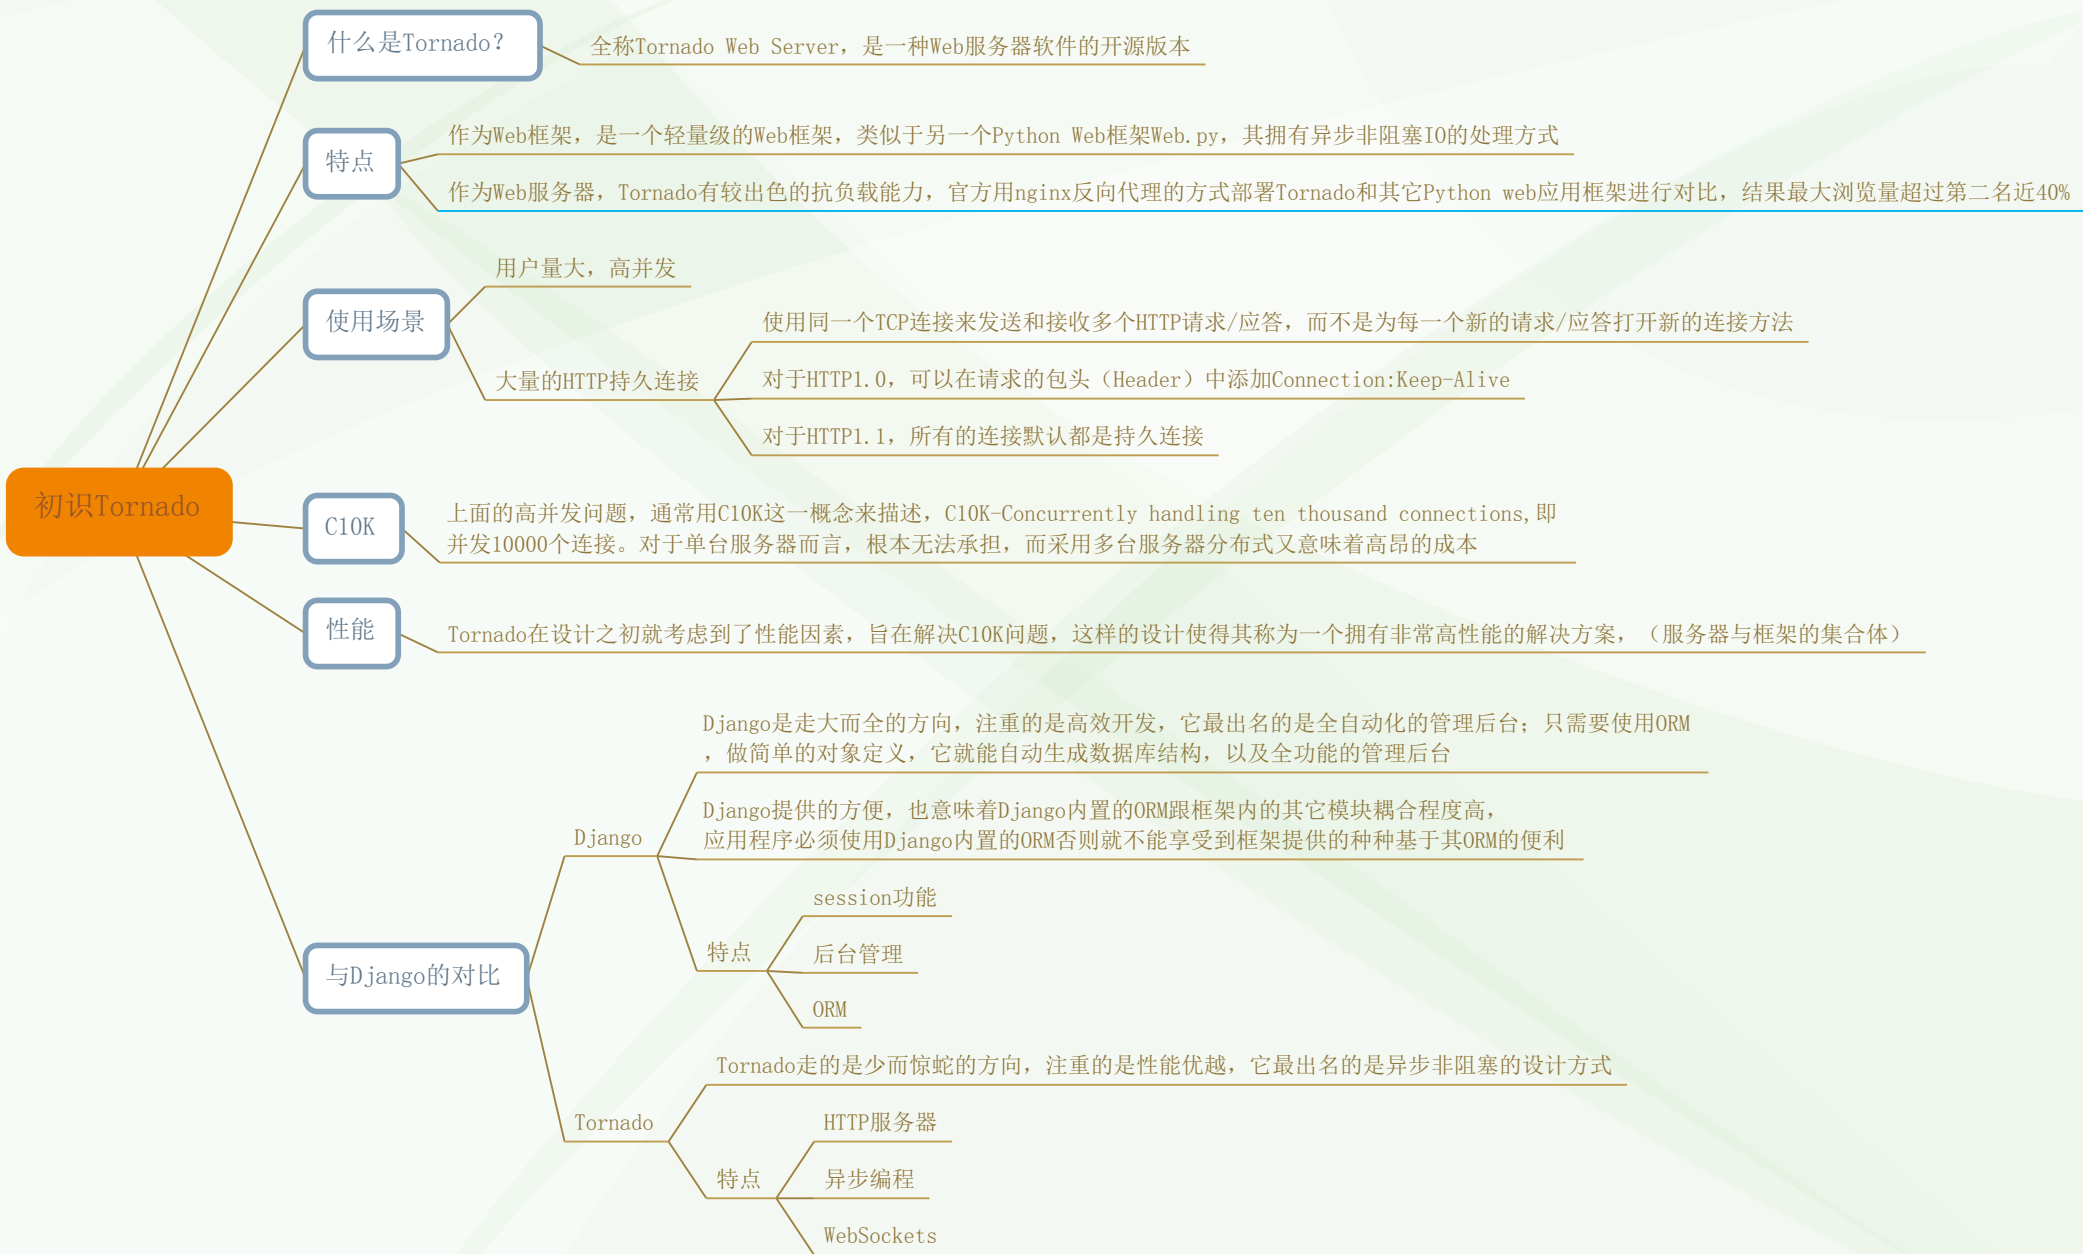 什么是Tornado?
全称Tornado Web Server，是一种Web服务器软件的开源版本
特点
作为Web框架，是一个轻量级的Web框架，类似于另一个Python Web框架Web.py，其拥有异步非阻塞IO的处理方式
作为Web服务器，Tornado有较出色的抗负载能力，官方用nginx反向代理的方式部署Tornado和其它Python web应用框架进行对比，结果最大浏览量超过第二名近40%
使用场景
用户量大，高并发
大量的HTTP持久连接
使用同一个TCP连接来发送和接收多个HTTP请求/应答，而不是为每一个新的请求/应答打开新的连接方法
对于HTTP1.0，可以在请求的包头（Header）中添加Connection:Keep-Alive
对于HTTP1.1，所有的连接默认都是持久连接
初识Tornado
C10K
上面的高并发问题，通常用C10K这一概念来描述，C10K-Concurrently handling ten thousand connections,即
并发10000个连接。对于单台服务器而言，根本无法承担，而采用多台服务器分布式又意味着高昂的成本
性能
Tornado在设计之初就考虑到了性能因素，旨在解决C10K问题，这样的设计使得其称为一个拥有非常高性能的解决方案，（服务器与框架的集合体）
与Django的对比
Django
Django是走大而全的方向，注重的是高效开发，它最出名的是全自动化的管理后台；只需要使用ORM
，做简单的对象定义，它就能自动生成数据库结构，以及全功能的管理后台
Django提供的方便，也意味着Django内置的ORM跟框架内的其它模块耦合程度高，
应用程序必须使用Django内置的ORM否则就不能享受到框架提供的种种基于其ORM的便利
特点
session功能
后台管理
ORM
Tornado
Tornado走的是少而惊蛇的方向，注重的是性能优越，它最出名的是异步非阻塞的设计方式
特点
HTTP服务器
异步编程
WebSockets